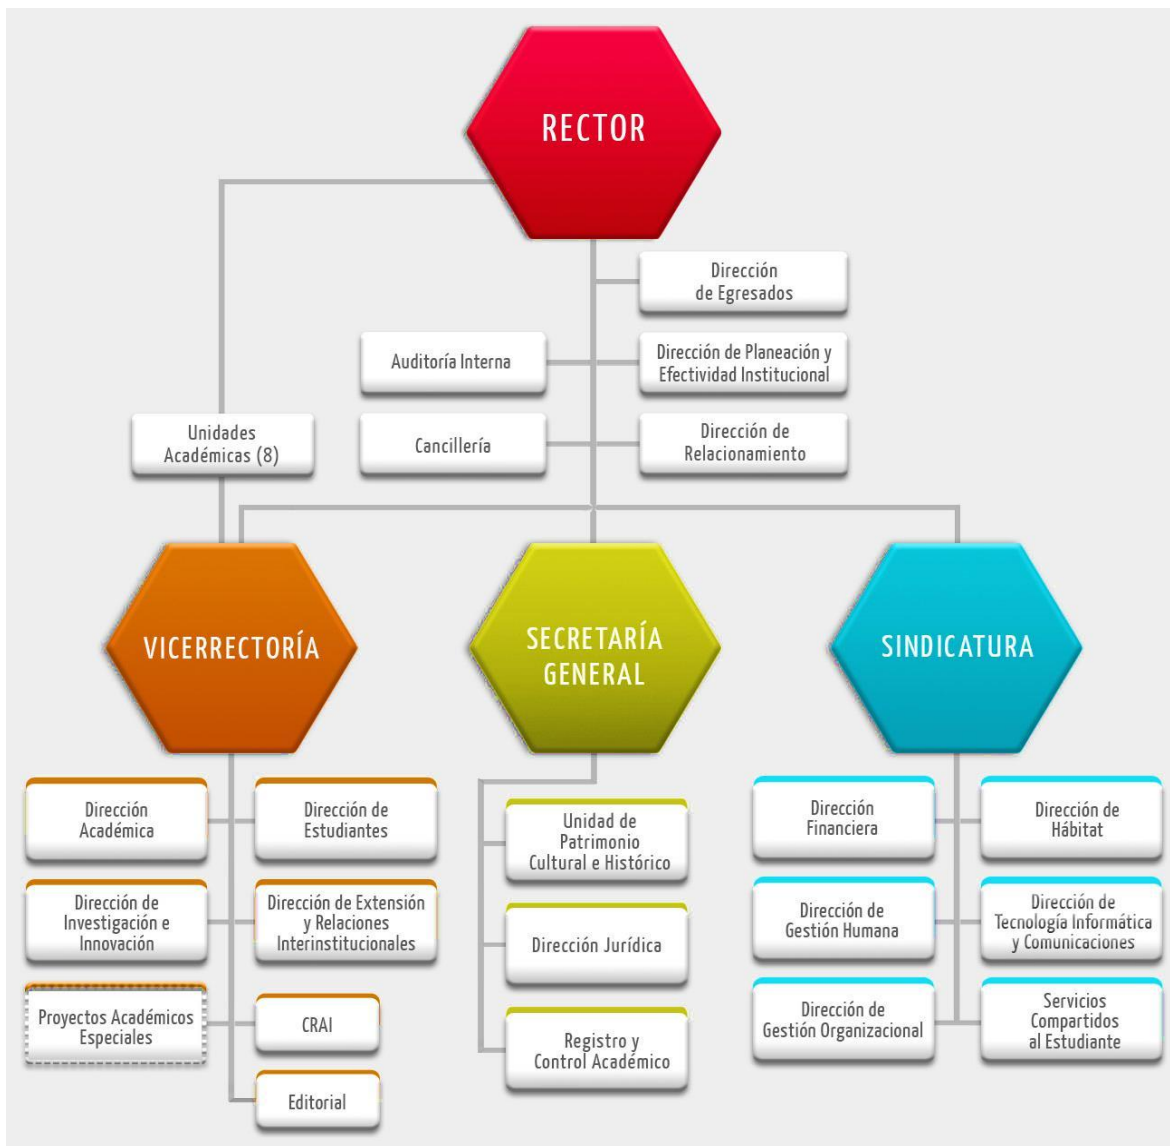 RECTOR
Dirección
de Egresados
Auditoría Interna
Dirección de Planeación y
Efectividad Institucional
Unidades
Académicas (8)
Cancillería
Dirección de
Relacionamiento
VICERRECTORÍA
SECRETARÍA
GENERAL
SINDICATURA
Dirección
Académica
Dirección de
Estudiantes
Dirección de
Investigación e
Innovación
Dirección de Extensión
y Relaciones
Interinstitucionales
Proyectos Académicos
Especiales
CRAI
Editorial
Unidad de
Patrimonio
Cultural e Histórico
Dirección Jurídica
Registro y
Control Académico
Dirección
Financiera
Dirección de
Hábitat
Dirección de
Gestión Humana
Dirección de
Tecnología Informática
y Comunicaciones
Dirección de
Gestión Organizacional
Servicios
Compartidos
al Estudiante